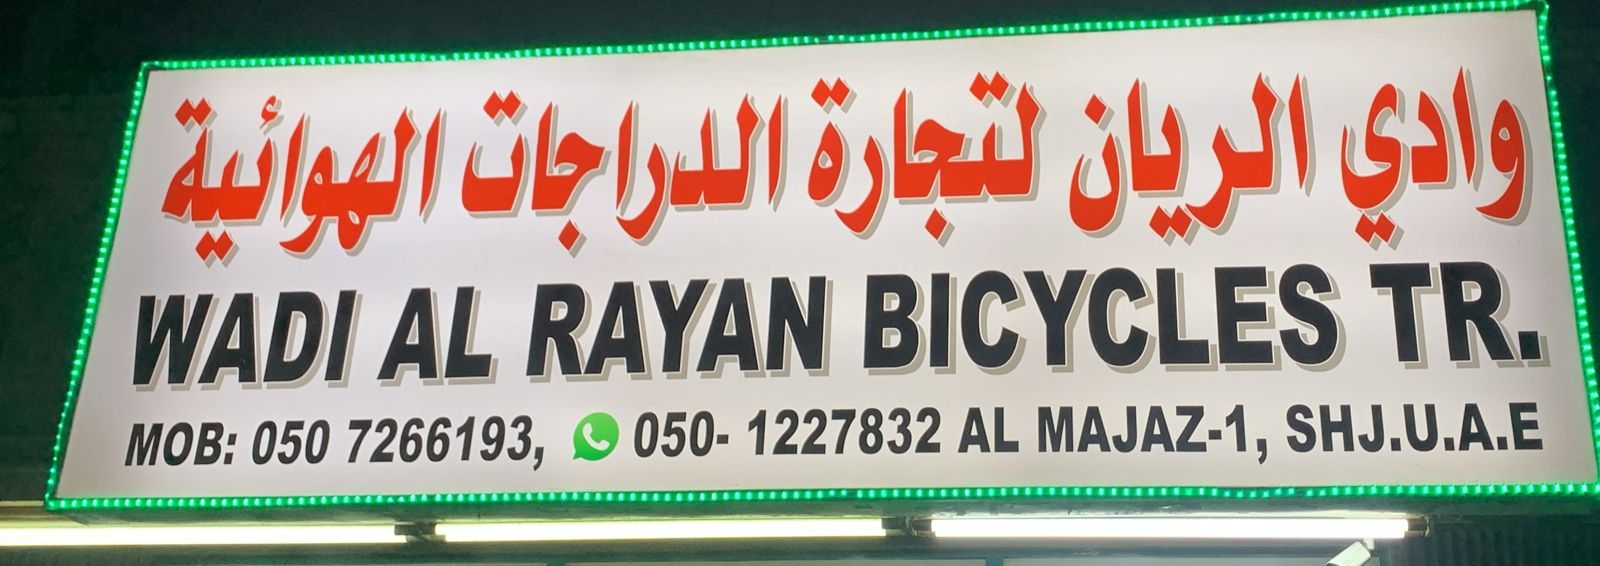 وادي الريان لتجارة الدراجات الهوائية
WADI AL RAYAN BICYCLES TR.
MOB: 050 7266193, 050- 1227832 AL MAJAZ-1, SHJ.U.A.E